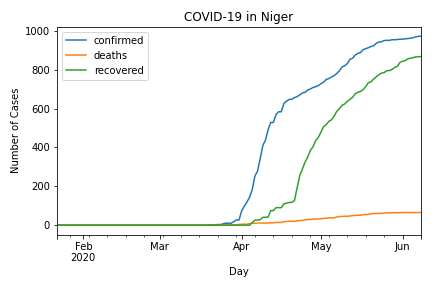 COVID-19 in Niger
confirmed
deaths
recovered
Number of Cases
1000
800
600
400
200
0
Feb
2020
Mar
Apr
May
Jun
Day